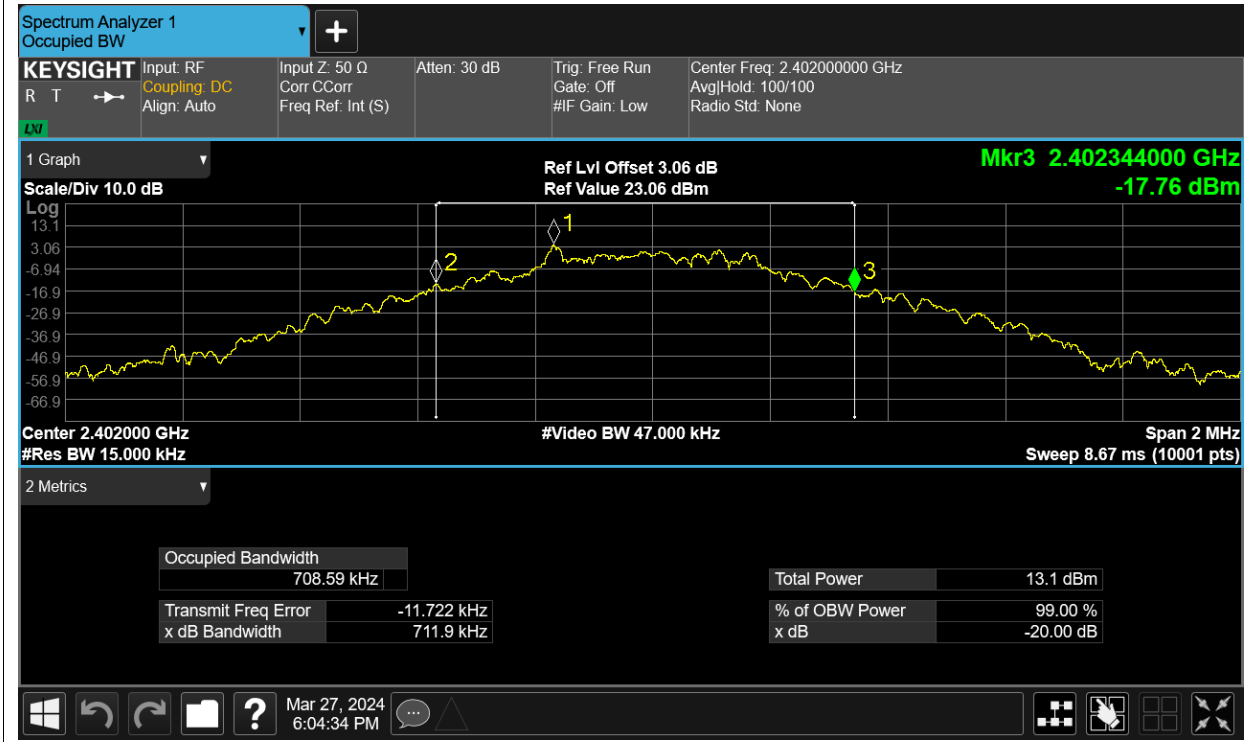 Spectrum Analyzer 1
Occupied BW
KEYSIGHT
R T
LXI
Input: RF
Coupling: DC
Align: Auto
Input Z: 50 Ω
Corr CCorr
Freq Ref: Int (S)
Atten: 30 dB
Trig: Free Run
Gate: Off
#IF Gain: Low
Center Freq: 2.402000000 GHz
Avg|Hold: 100/100
Radio Std: None
1 Graph
Scale/Div 10.0 dB
Ref Lvl Offset 3.06 dB
Ref Value 23.06 dBm
Mkr3 2.402344000 GHz
-17.76 dBm
Log
13.1
3.06
-6.94
-16.9
-26.9
-36.9
-46.9
-56.9
-66.9
1
2
3
Center 2.402000 GHz
#Video BW 47.000 kHz
Span 2 MHz
#Res BW 15.000 kHz
Sweep 8.67 ms (10001 pts)
2 Metrics
Occupied Bandwidth
708.59 kHz
Total Power 13.1 dBm
Transmit Freq Error -11.722 kHz
% of OBW Power 99.00 %
x dB Bandwidth 711.9 kHz
x dB -20.00 dB
?
Mar 27, 2024
6:04:34 PM